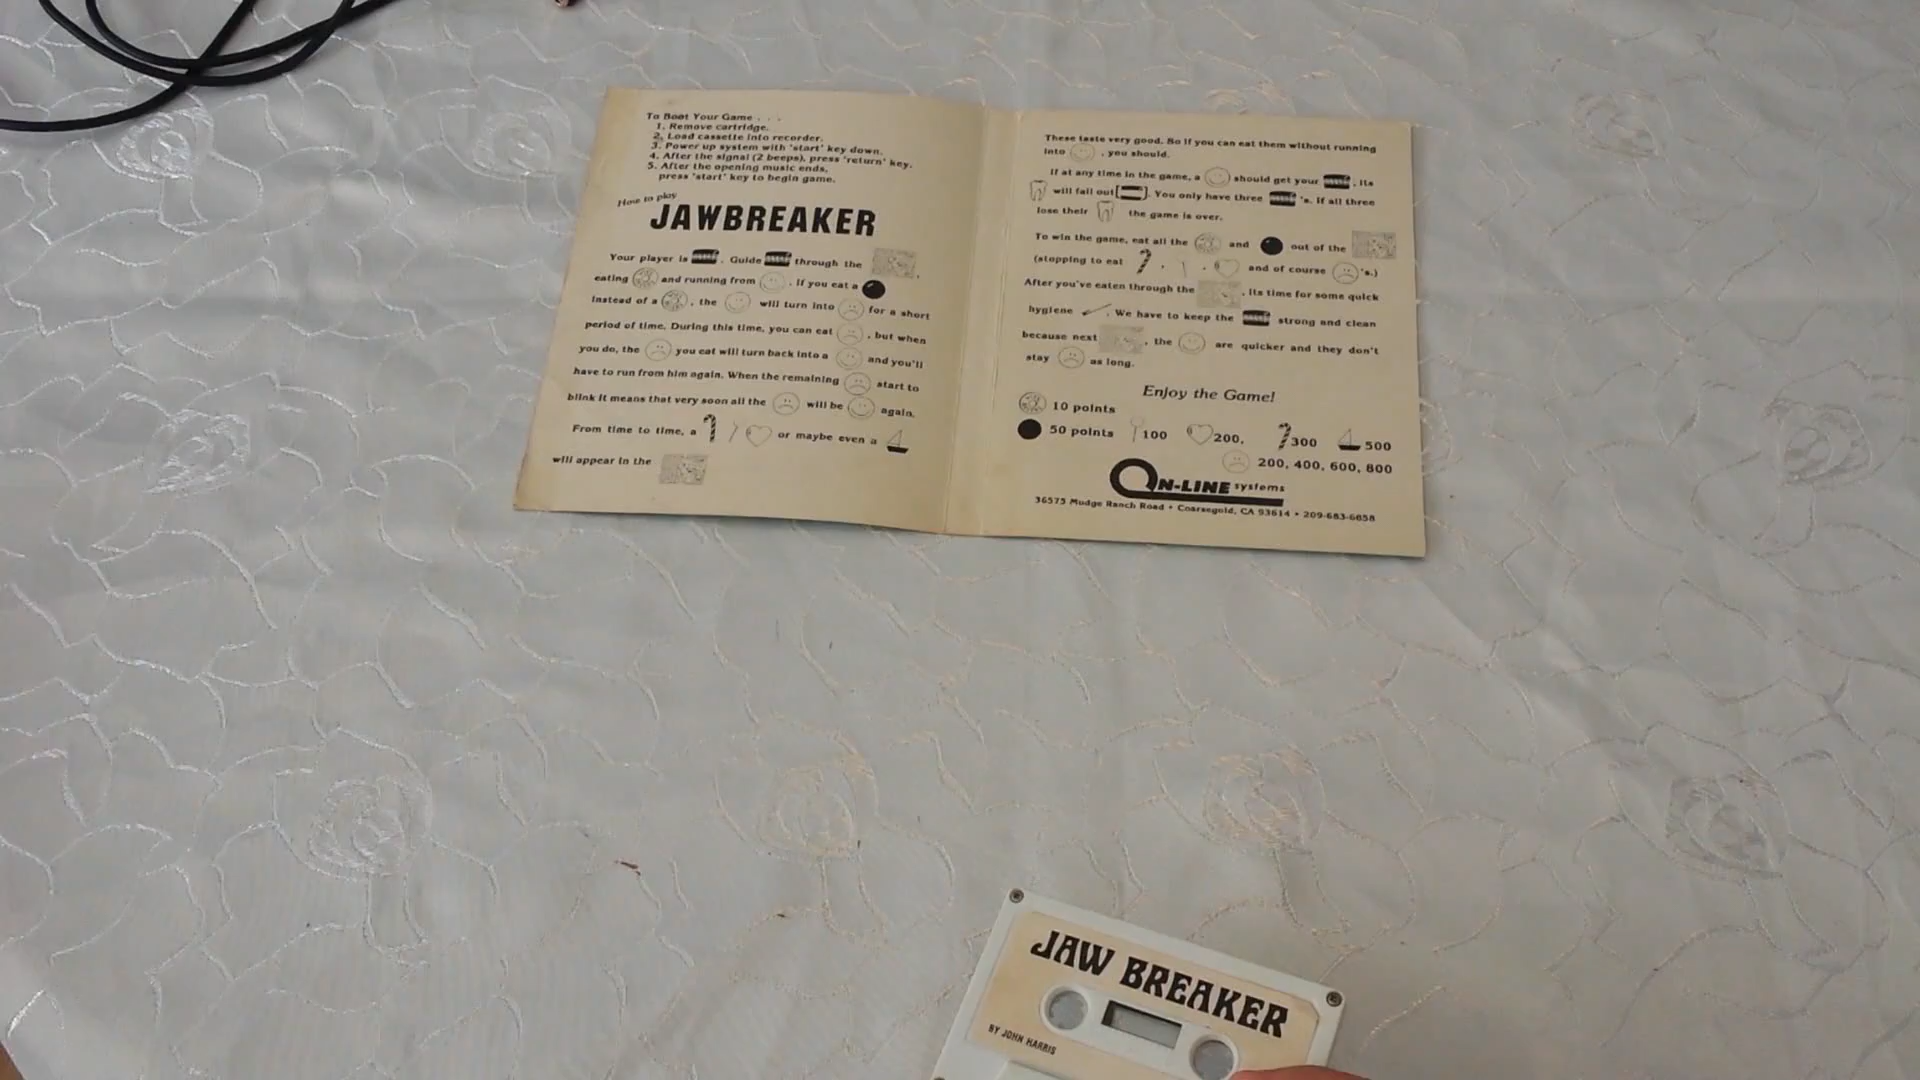 To Boot Your Game . . .
1. Remove cartridge.
2. Load cassette into recorder.
3. Power up system with 'start' key down.
4. After the signal (2 beeps), press 'return' key.
5. After the opening music ends,
press 'start' key to begin game.
How to play
JAWBREAKER
Your player is . Guide through the .
eating and running from . If you eat a
instead of a , the will turn into for a short
period of time. During this time, you can eat , but when
you do, the you eat will turn back into a and you'll
have to run from him again. When the remaining start to
blink it means that very soon all the will be again.
From time to time, a or maybe even a
will appear in the
These taste very good. So if you can eat them without running
into , you should.
If at any time in the game, a should get your , its
will fall out [ ]. You only have three 's. If all three
lose their the game is over.
To win the game, eat all the and out of the
(stopping to eat , , and of course 's.)
After you've eaten through the , its time for some quick
hygiene . We have to keep the strong and clean
because next , the are quicker and they don't
stay as long.
Enjoy the Game!
10 points
50 points 100 200, 300 500
200, 400, 600, 800
ON-LINE systems
36575 Mudge Ranch Road • Coarsegold, CA 93614 • 209-683-6858
JAW BREAKER
BY JOHN HARRIS